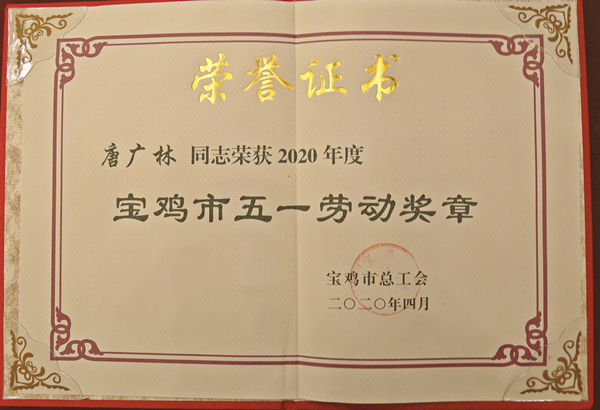 荣誉证书
唐广林 同志荣获2020年度
宝鸡市五一劳动奖章
宝鸡市总工会
二〇二〇年四月